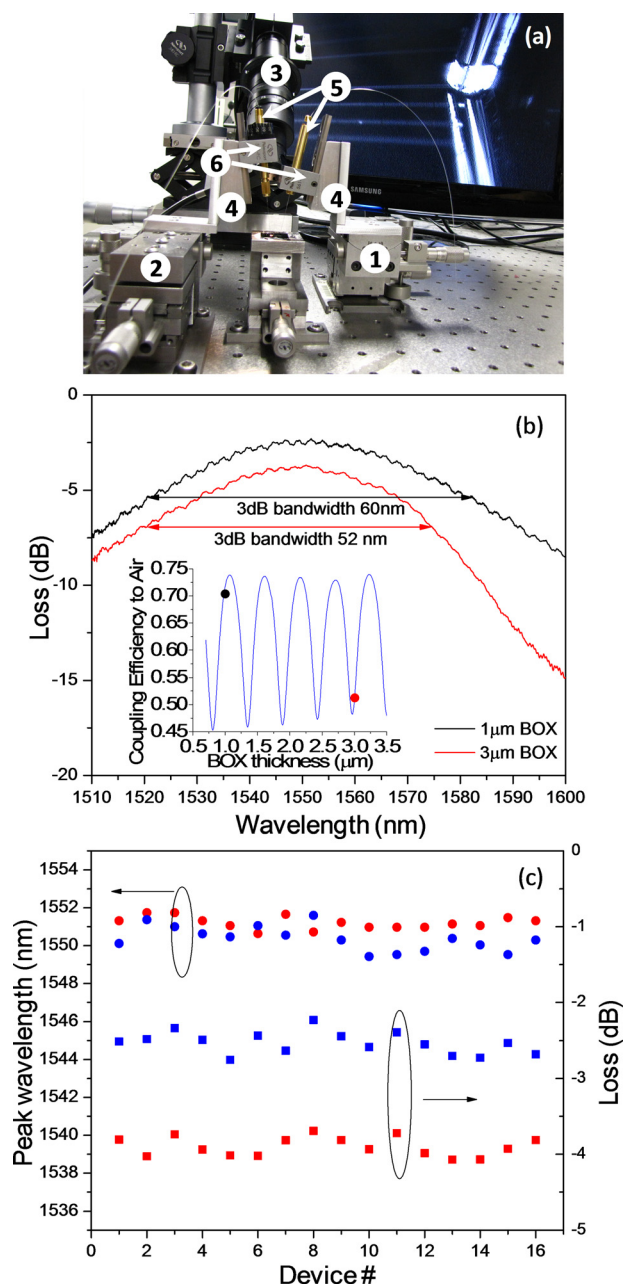 (a)
3
5
6
4
4
SAMSUNG
2
1
(b)
0
-5
-10
-15
-20
Loss (dB)
3dB bandwidth 60nm
3dB bandwidth 52 nm
Coupling Efficiency to Air
0.75
0.70
0.65
0.60
0.55
0.50
0.45
0.5 1.0 1.5 2.0 2.5 3.0 3.5
BOX thickness (μm)
1μm BOX
3μm BOX
1510 1520 1530 1540 1550 1560 1570 1580 1590 1600
Wavelength (nm)
(c)
Peak wavelength (nm)
1554
1552
1550
1548
1546
1544
1542
1540
1538
1536
0
-1
-2
-3
-4
-5
Loss (dB)
0 2 4 6 8 10 12 14 16
Device #